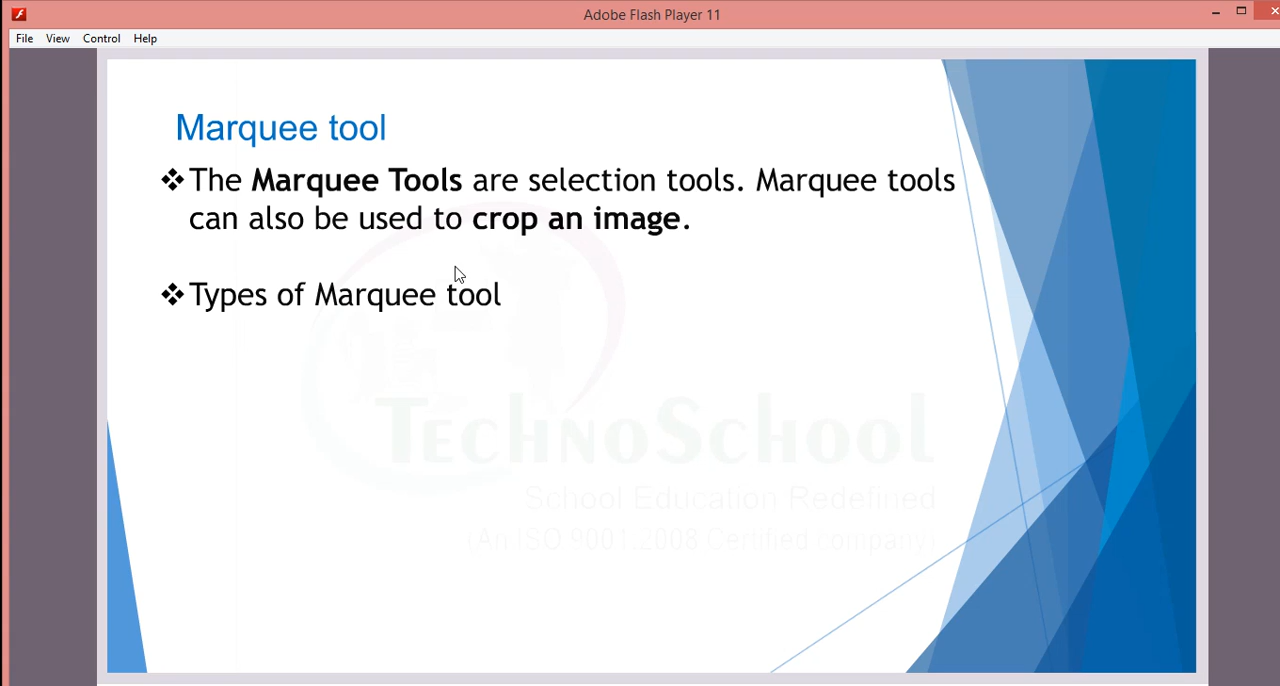 Adobe Flash Player 11
File View Control Help
Marquee tool
❖The Marquee Tools are selection tools. Marquee tools
can also be used to crop an image.
❖Types of Marquee tool
TechnoSchool
School Education Redefined
(An ISO 9001:2008 Certified company)